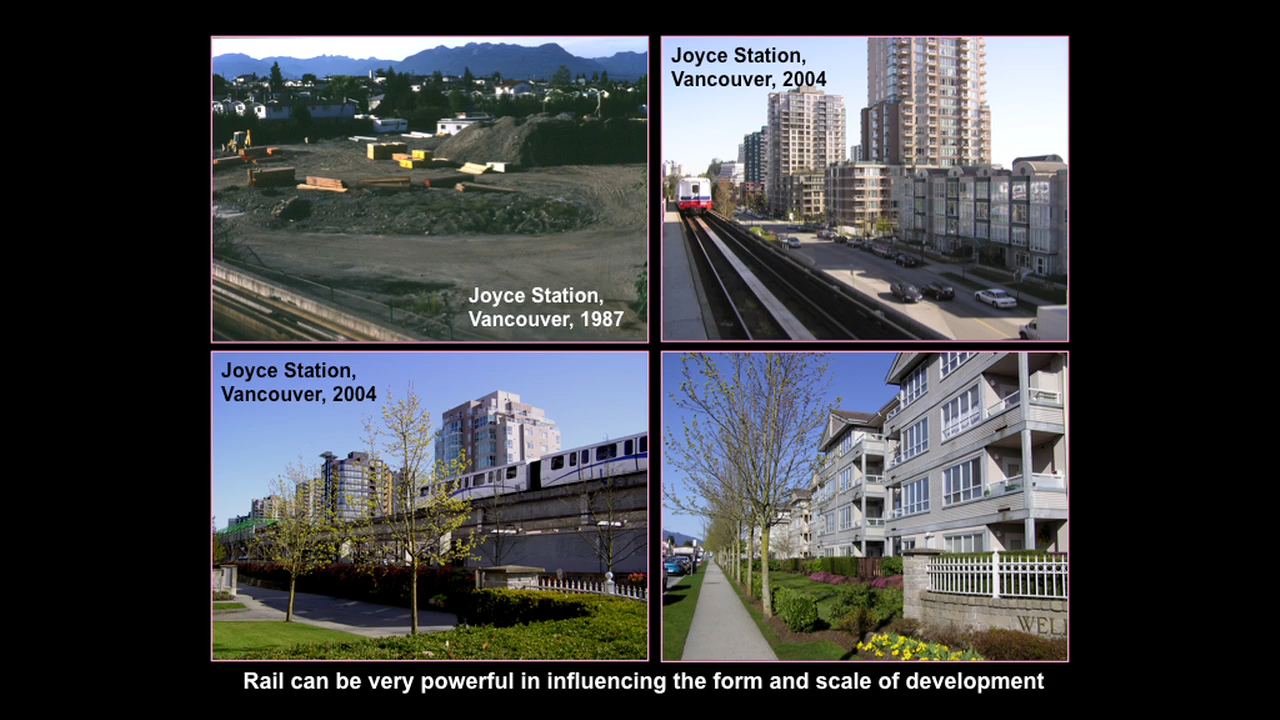 Joyce Station,
Vancouver, 1987
Joyce Station,
Vancouver, 2004
Joyce Station,
Vancouver, 2004
WELL
Rail can be very powerful in influencing the form and scale of development